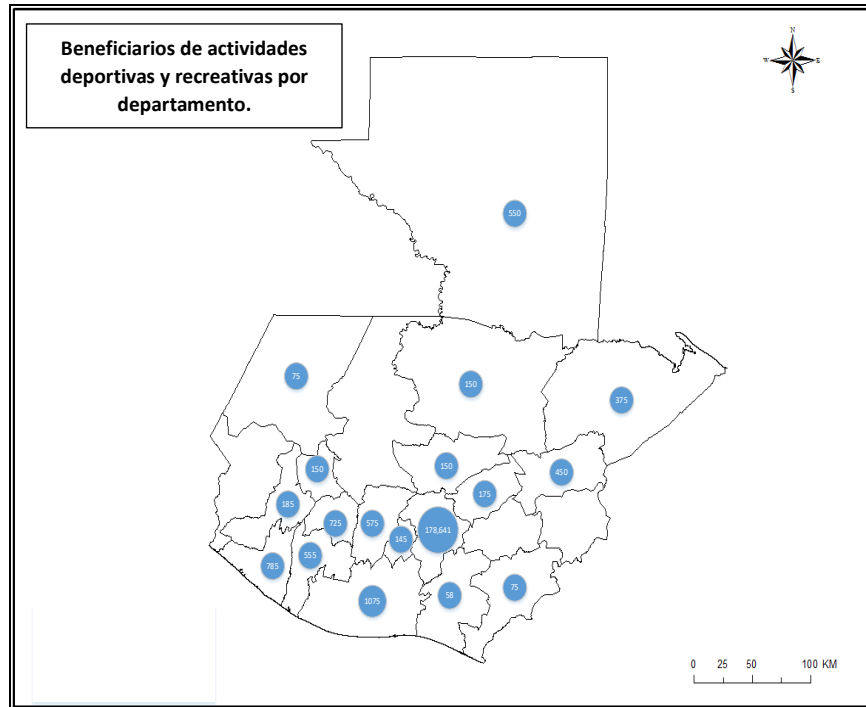 Beneficiarios de actividades
deportivas y recreativas por
departamento.
N
W E
S
550
75
150
375
150
150
450
175
185
725
575
178,641
145
555
785
75
58
1075
0 25 50 100 KM